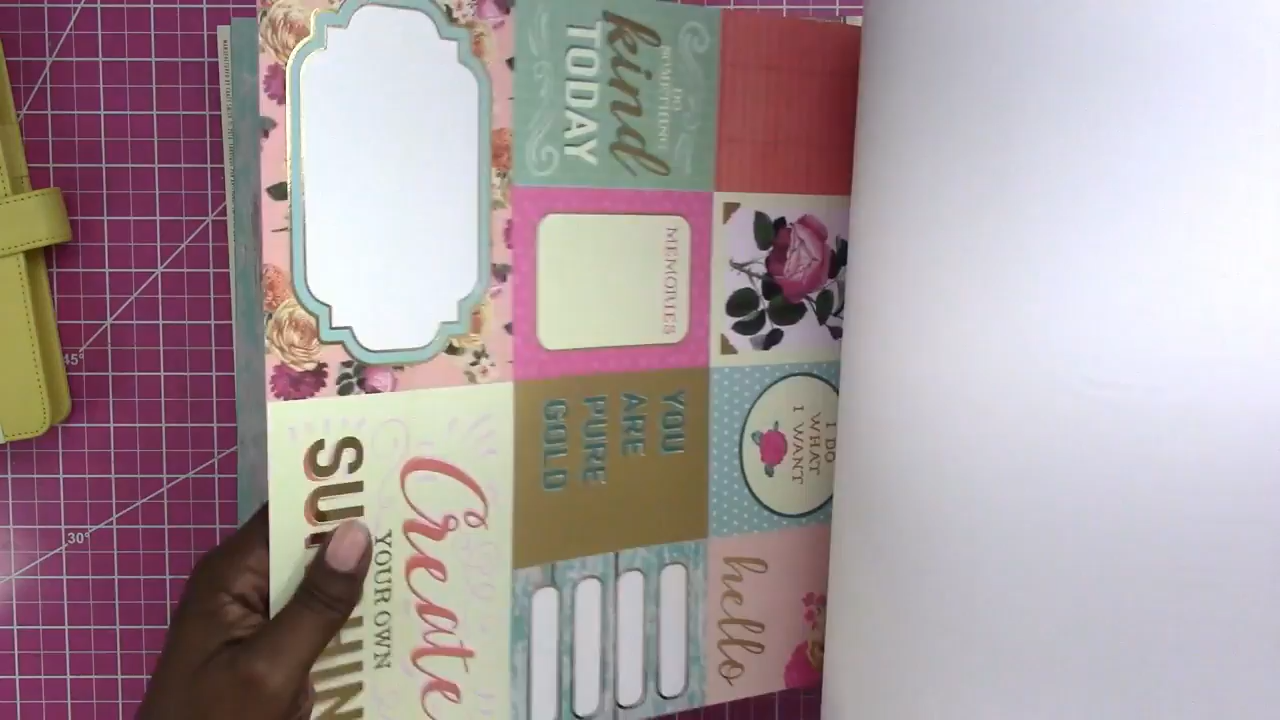 DO
SOMETHING
kind
TODAY
MEMORIES
YOU
ARE
PURE
GOLD
I DO
WHAT
I WANT
hello
Create
YOUR OWN
45°
30°